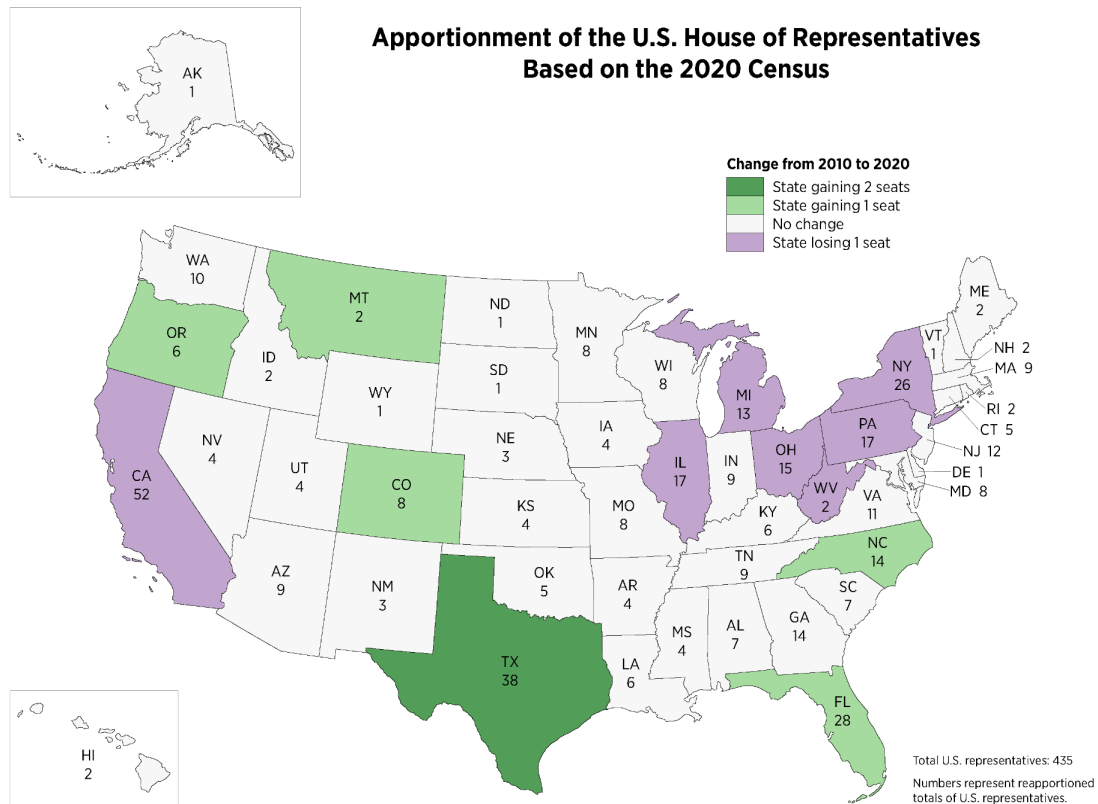 Apportionment of the U.S. House of Representatives
Based on the 2020 Census
AK
1
Change from 2010 to 2020
State gaining 2 seats
State gaining 1 seat
No change
State losing 1 seat
WA
10
OR
6
CA
52
NV
4
ID
2
MT
2
WY
1
UT
4
CO
8
AZ
9
NM
3
ND
1
SD
1
NE
3
KS
4
OK
5
TX
38
MN
8
IA
4
MO
8
AR
4
LA
6
WI
8
IL
17
MI
13
IN
9
OH
15
KY
6
TN
9
MS
4
AL
7
GA
14
FL
28
SC
7
NC
14
VA
11
WV
2
PA
17
NY
26
VT
1
ME
2
NH 2
MA 9
RI 2
CT 5
NJ 12
DE 1
MD 8
HI
2
Total U.S. representatives: 435
Numbers represent reapportioned
totals of U.S. representatives.